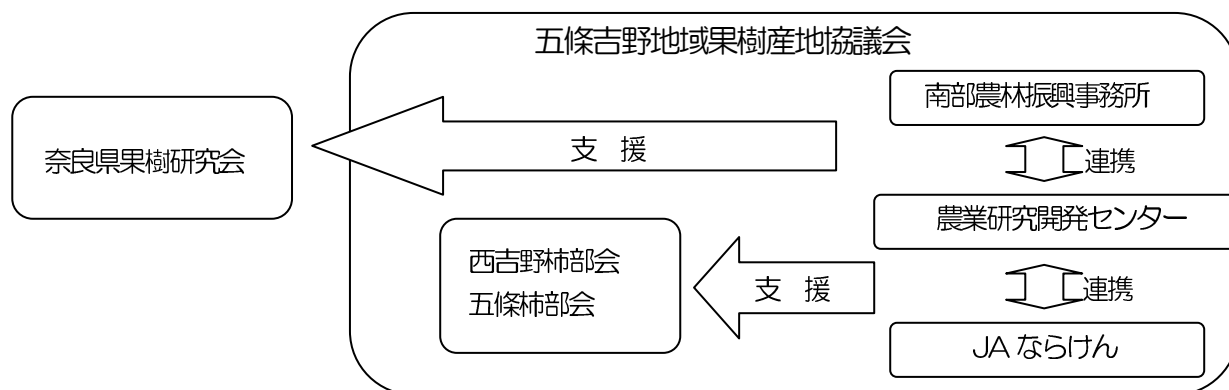 五條吉野地域果樹産地協議会
南部農林振興事務所
奈良県果樹研究会
支 援
連携
農業研究開発センター
西吉野柿部会
五條柿部会
支 援
連携
JAならけん